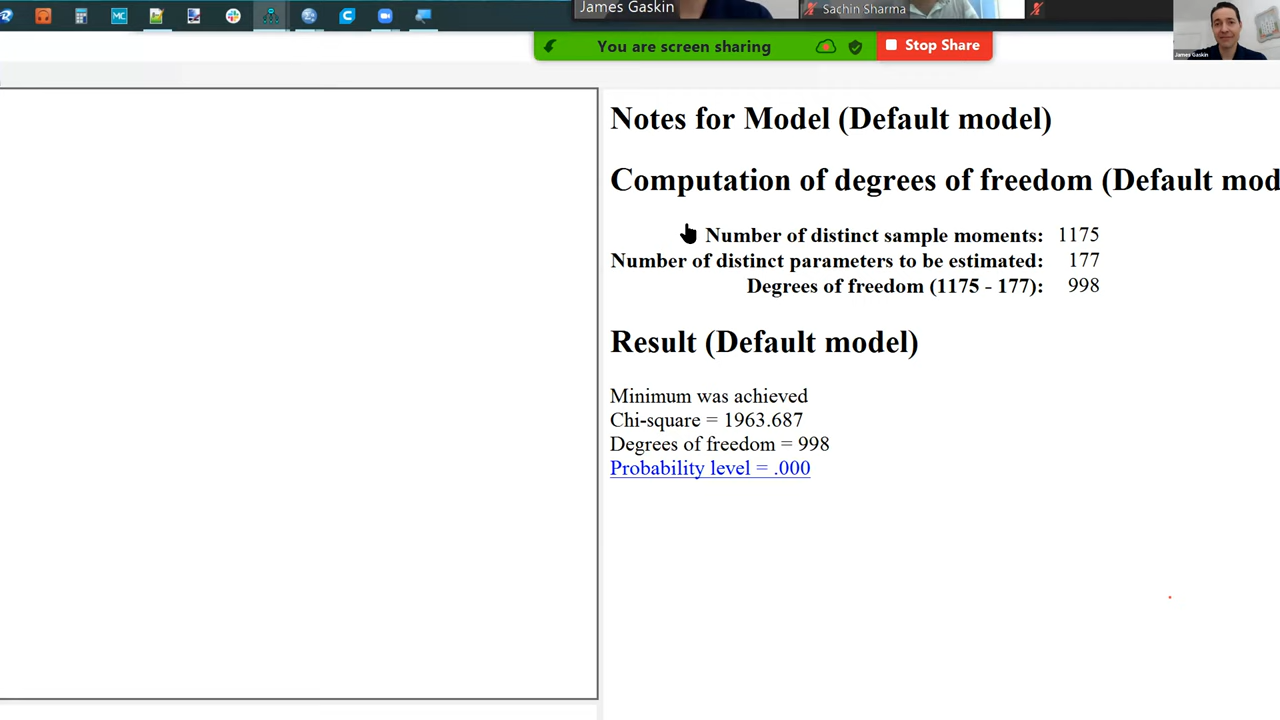 MC
James Gaskin
Sachin Sharma
You are screen sharing
Stop Share
James Gaskin
Notes for Model (Default model)
Computation of degrees of freedom (Default mod
Number of distinct sample moments: 1175
Number of distinct parameters to be estimated: 177
Degrees of freedom (1175 - 177): 998
Result (Default model)
Minimum was achieved
Chi-square = 1963.687
Degrees of freedom = 998
Probability level = .000